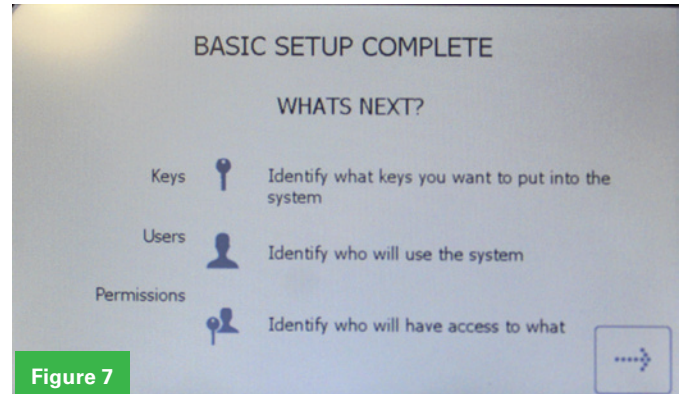 BASIC SETUP COMPLETE
WHATS NEXT?
Keys
Identify what keys you want to put into the
system
Users
Identify who will use the system
Permissions
Identify who will have access to what
Figure 7